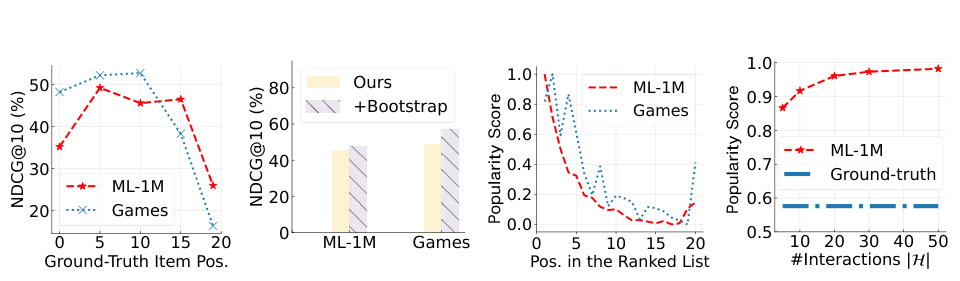 NDCG@10 (%)
50
40
30
20
ML-1M
Games
0 5 10 15 20
Ground-Truth Item Pos.
NDCG@10 (%)
80
60
40
20
0
Ours
+Bootstrap
ML-1M Games
Popularity Score
1.0
0.8
0.6
0.4
0.2
0.0
ML-1M
Games
0 5 10 15 20
Pos. in the Ranked List
Popularity Score
1.0
0.9
0.8
0.7
0.6
0.5
ML-1M
Ground-truth
10 20 30 40 50
#Interactions |ℋ|